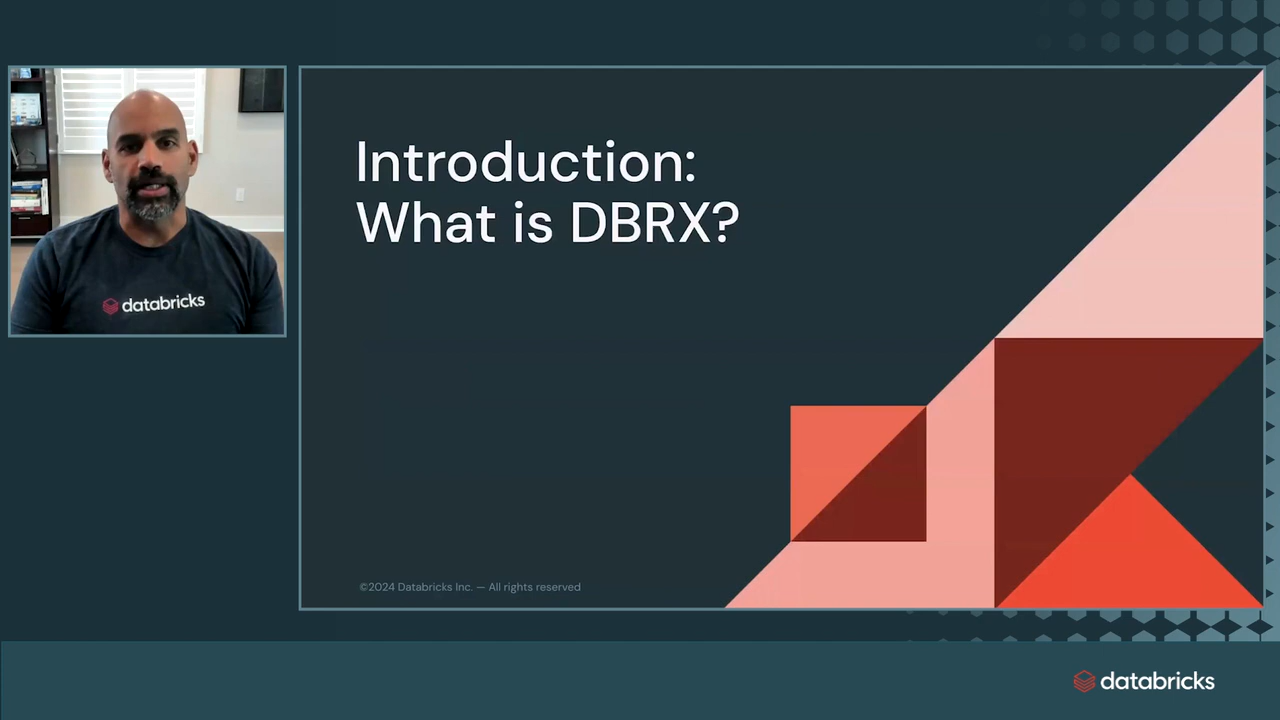 databricks
Introduction:
What is DBRX?
©2024 Databricks Inc. — All rights reserved
databricks